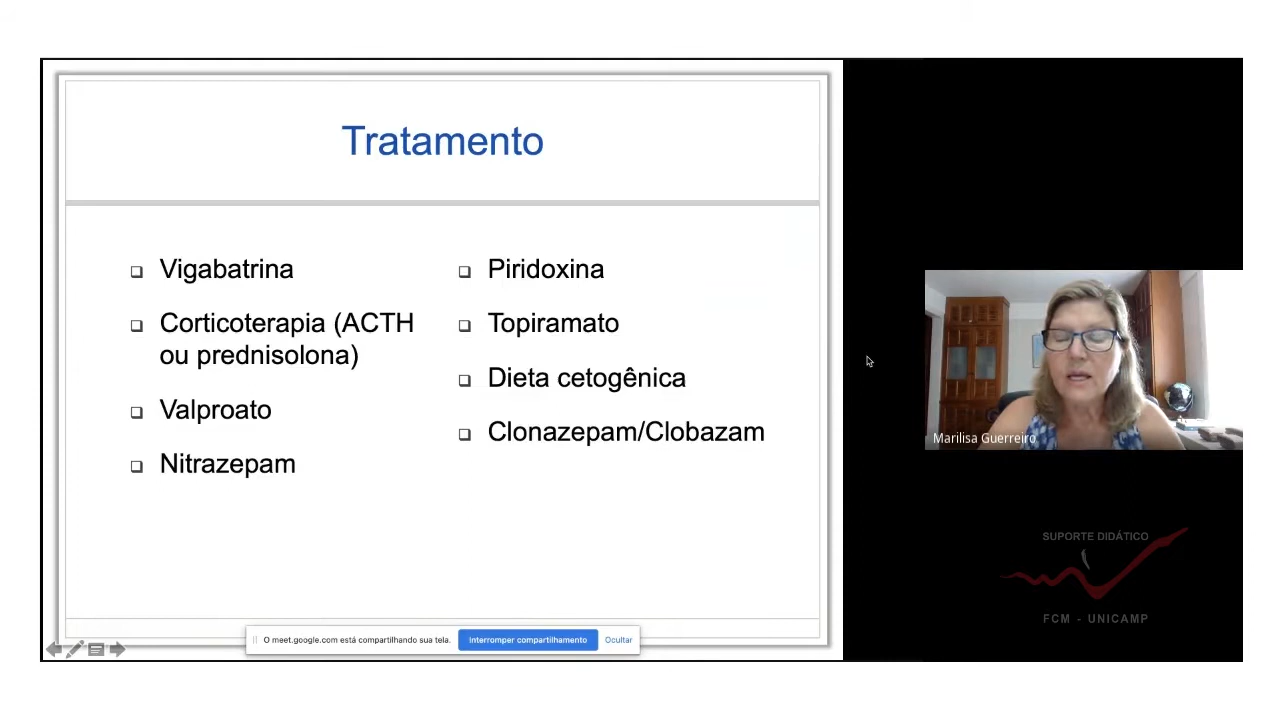 Tratamento
Vigabatrina
Corticoterapia (ACTH
ou prednisolona)
Valproato
Nitrazepam
Piridoxina
Topiramato
Dieta cetogênica
Clonazepam/Clobazam
Marilisa Guerreiro
SUPORTE DIDÁTICO
FCM - UNICAMP
O meet.google.com está compartilhando sua tela. Interromper compartilhamento Ocultar